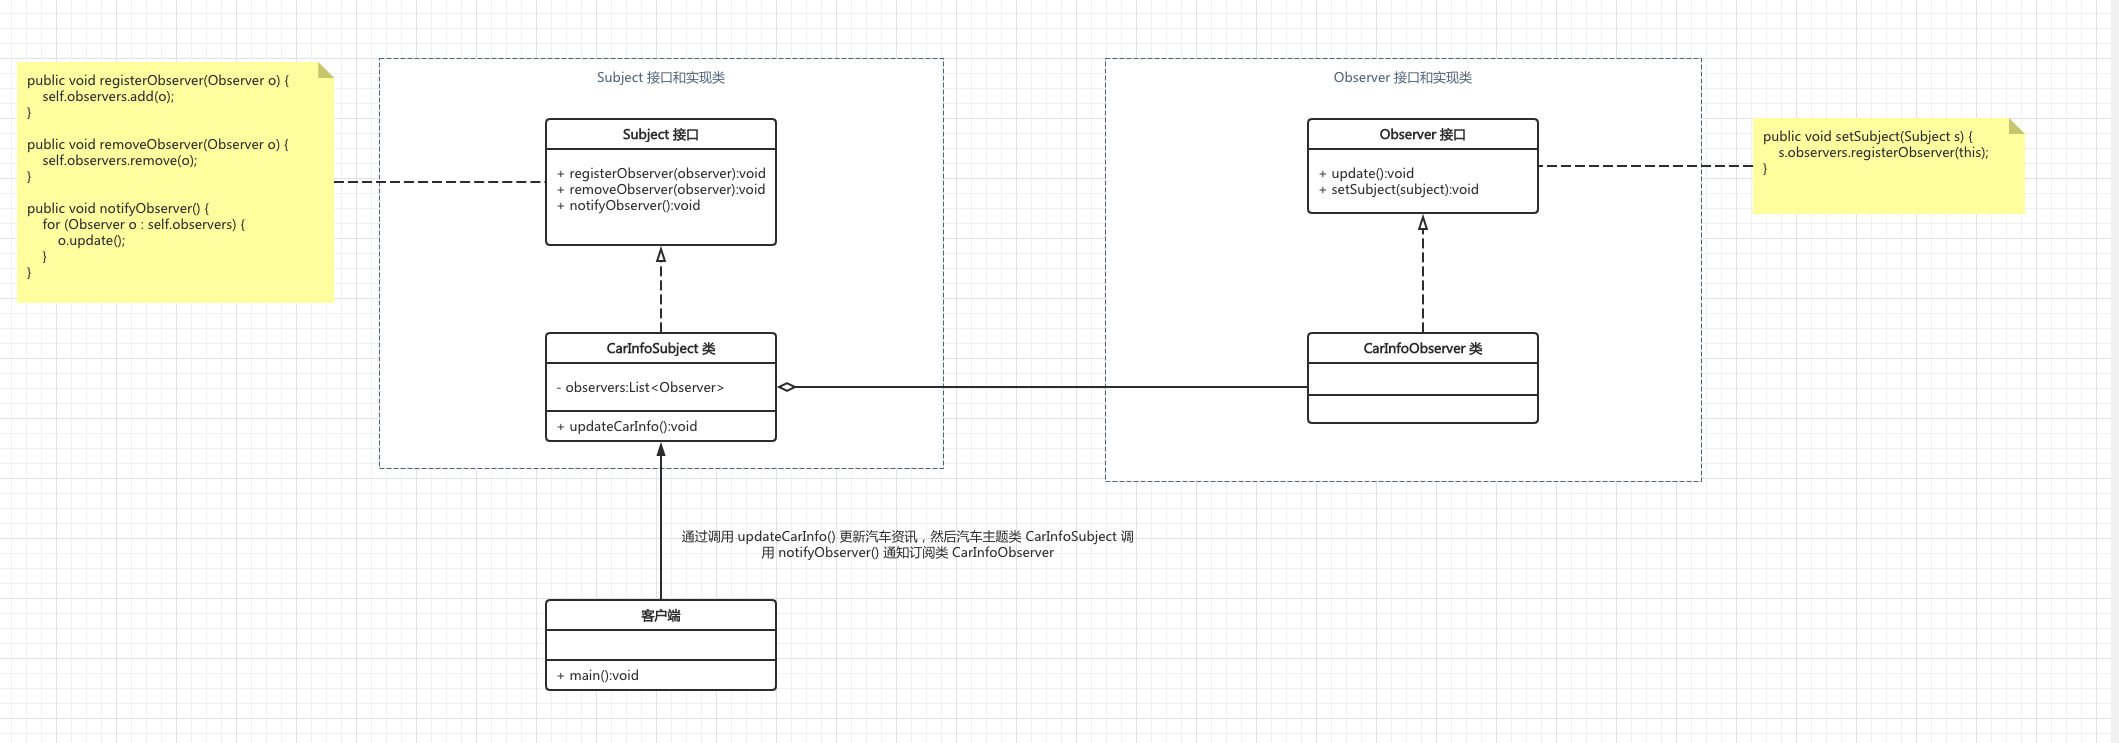 public void registerObserver(Observer o) {
self.observers.add(o);
}
public void removeObserver(Observer o) {
self.observers.remove(o);
}
public void notifyObserver() {
for (Observer o : self.observers) {
o.update();
}
}
Subject 接口和实现类
Subject 接口
+ registerObserver(observer):void
+ removeObserver(observer):void
+ notifyObserver():void
CarInfoSubject 类
- observers:List<Observer>
+ updateCarInfo():void
Observer 接口和实现类
Observer 接口
+ update():void
+ setSubject(subject):void
CarInfoObserver 类
public void setSubject(Subject s) {
s.observers.registerObserver(this);
}
通过调用 updateCarInfo() 更新汽车资讯，然后汽车主题类 CarInfoSubject 调
用 notifyObserver() 通知订阅类 CarInfoObserver
客户端
+ main():void